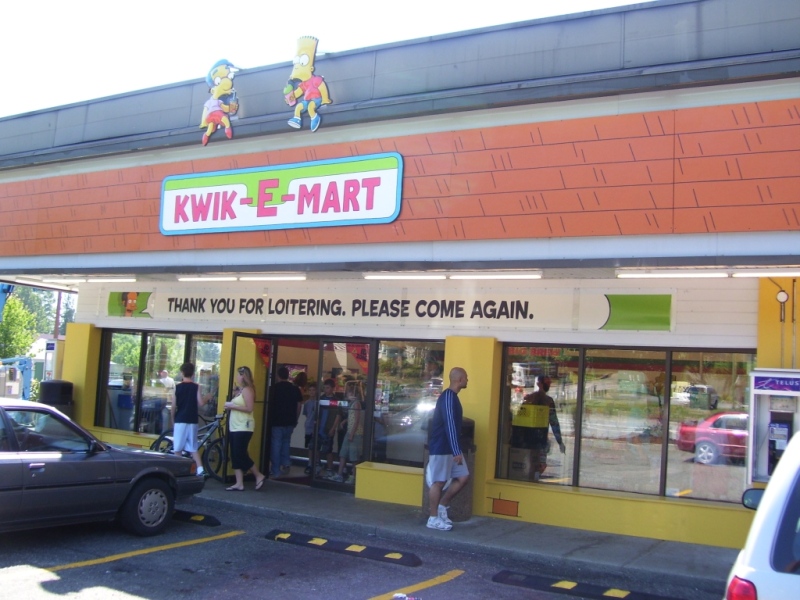 KWIK-E-MART
THANK YOU FOR LOITERING. PLEASE COME AGAIN.
TELUS